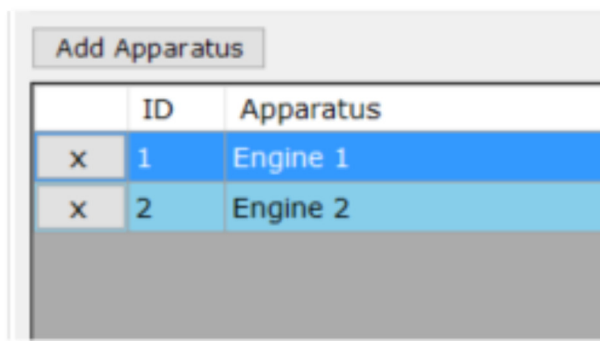 Add Apparatus
ID Apparatus
x 1 Engine 1
x 2 Engine 2